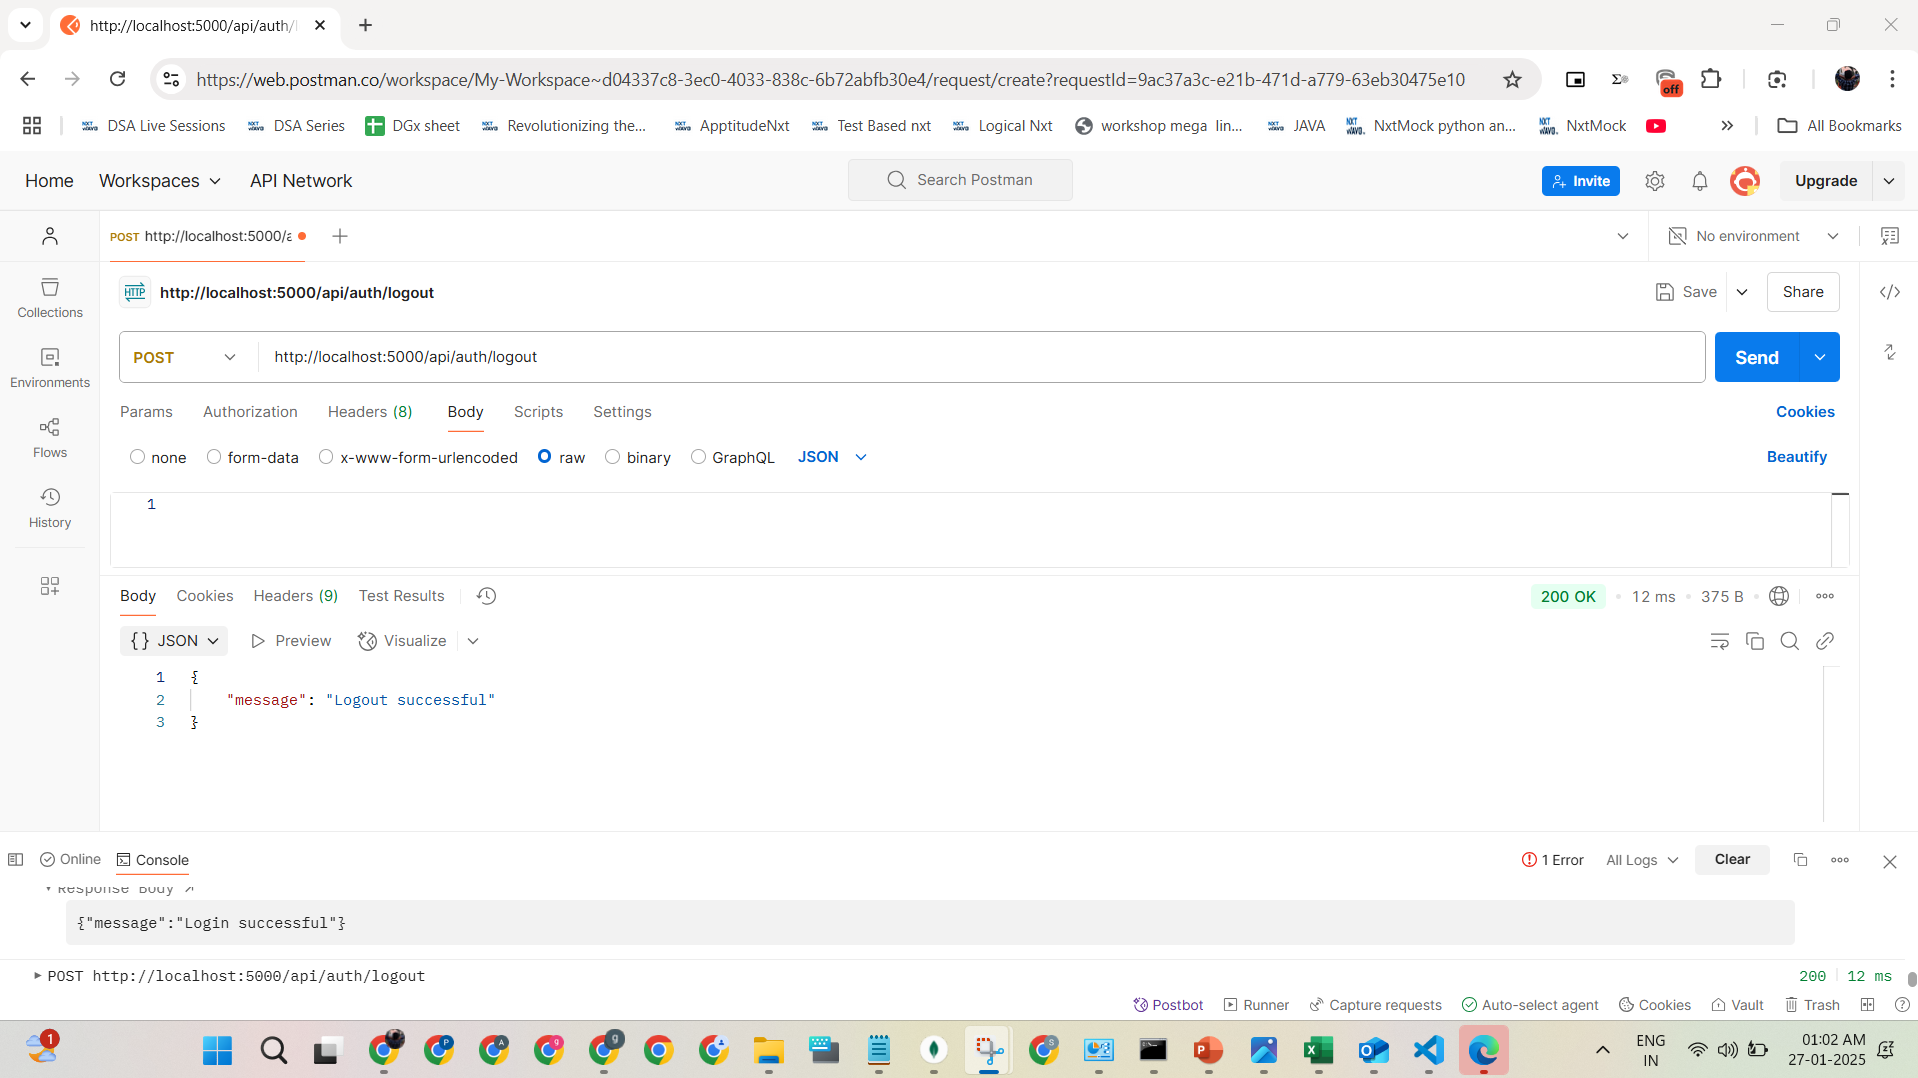 http://localhost:5000/api/auth/
https://web.postman.co/workspace/My-Workspace~d04337c8-3ec0-4033-838c-6b72abfb30e4/request/create?requestId=9ac37a3c-e21b-471d-a779-63eb30475e10
off
DSA Live Sessions DSA Series DGx sheet Revolutionizing the... ApptitudeNxt Test Based nxt Logical Nxt workshop mega lin... JAVA NxtMock python an... NxtMock » All Bookmarks
Home Workspaces API Network Search Postman Invite Upgrade
POST http://localhost:5000/a No environment
Collections
Environments
Flows
History
HTTP http://localhost:5000/api/auth/logout Save Share
POST http://localhost:5000/api/auth/logout Send
Params Authorization Headers (8) Body Scripts Settings Cookies
none form-data x-www-form-urlencoded raw binary GraphQL JSON Beautify
1
Body Cookies Headers (9) Test Results 200 OK 12 ms 375 B
{} JSON Preview Visualize
1 {
2 "message": "Logout successful"
3 }
Online Console 1 Error All Logs Clear
Response Body
{"message":"Login successful"}
POST http://localhost:5000/api/auth/logout 200 12 ms
Postbot Runner Capture requests Auto-select agent Cookies Vault Trash
1 ENG 01:02 AM
IN 27-01-2025